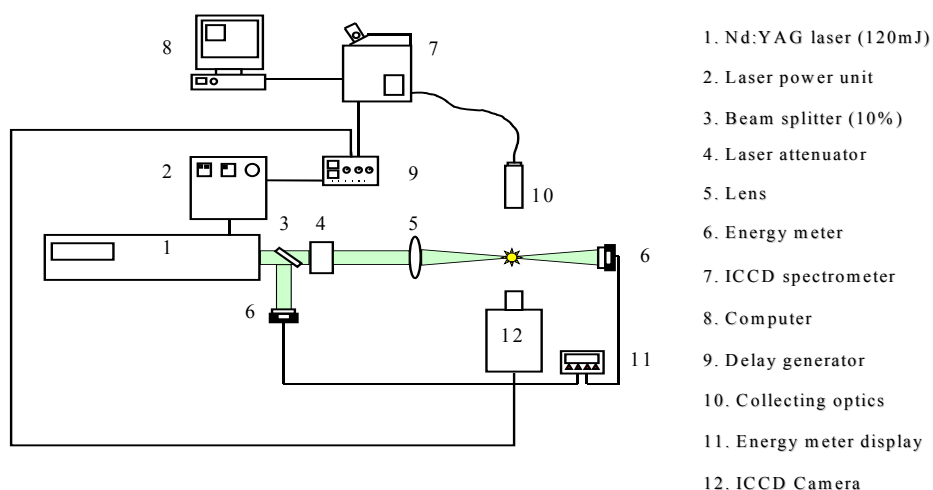 8
7
2
9
10
1
3
4
5
6
6
12
11
1. Nd:YAG laser (120mJ)
2. Laser power unit
3. Beam splitter (10%)
4. Laser attenuator
5. Lens
6. Energy meter
7. ICCD spectrometer
8. Computer
9. Delay generator
10. Collecting optics
11. Energy meter display
12. ICCD Camera